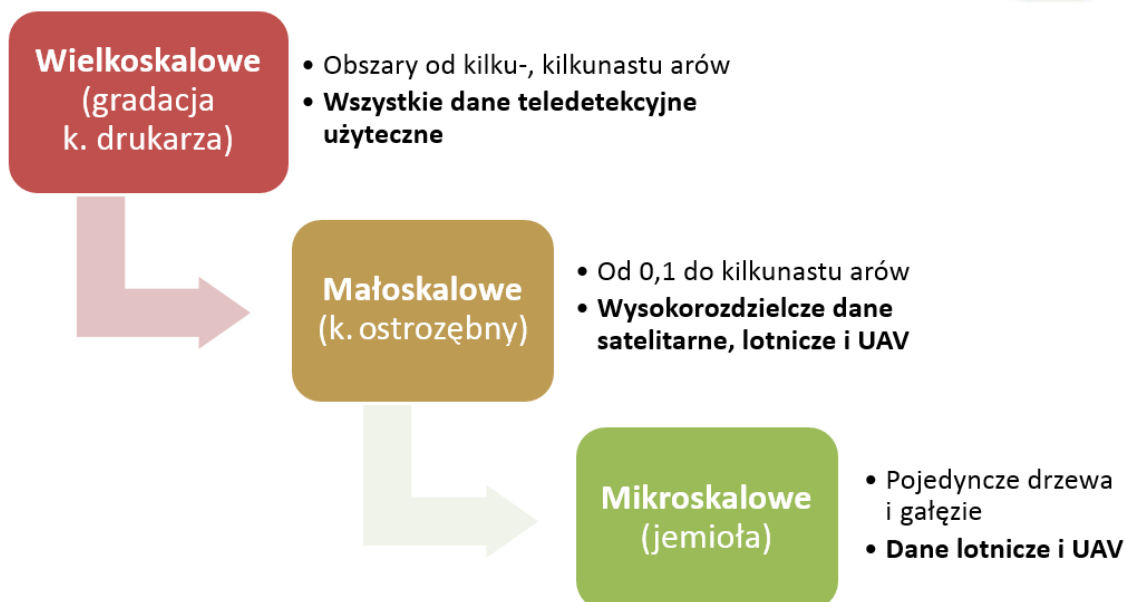 Wielkoskalowe
(gradacja
k. drukarza)
• Obszary od kilku-, kilkunastu arów
• Wszystkie dane teledetekcyjne
użyteczne
Małoskalowe
(k. ostrozębny)
• Od 0,1 do kilkunastu arów
• Wysokorozdzielcze dane
satelitarne, lotnicze i UAV
Mikroskalowe
(jemioła)
• Pojedyncze drzewa
i gałęzie
• Dane lotnicze i UAV